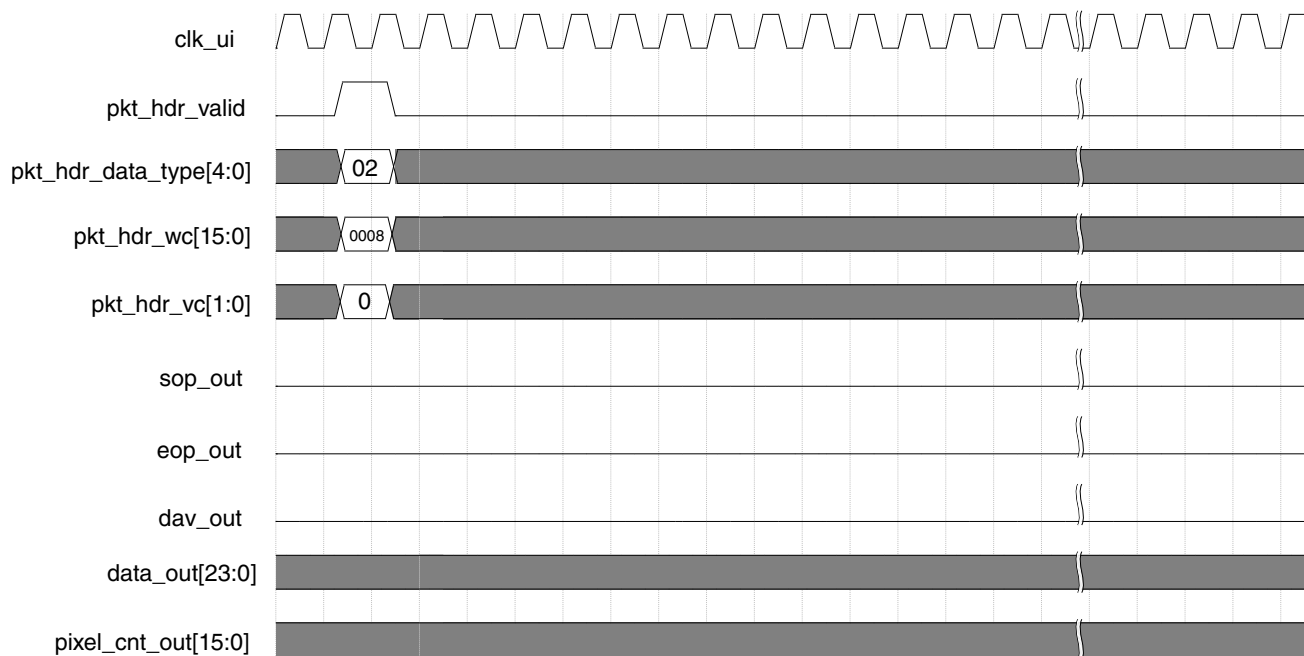 clk_ui
pkt_hdr_valid
pkt_hdr_data_type[4:0] 02
pkt_hdr_wc[15:0] 0008
pkt_hdr_vc[1:0] 0
sop_out
eop_out
dav_out
data_out[23:0]
pixel_cnt_out[15:0]